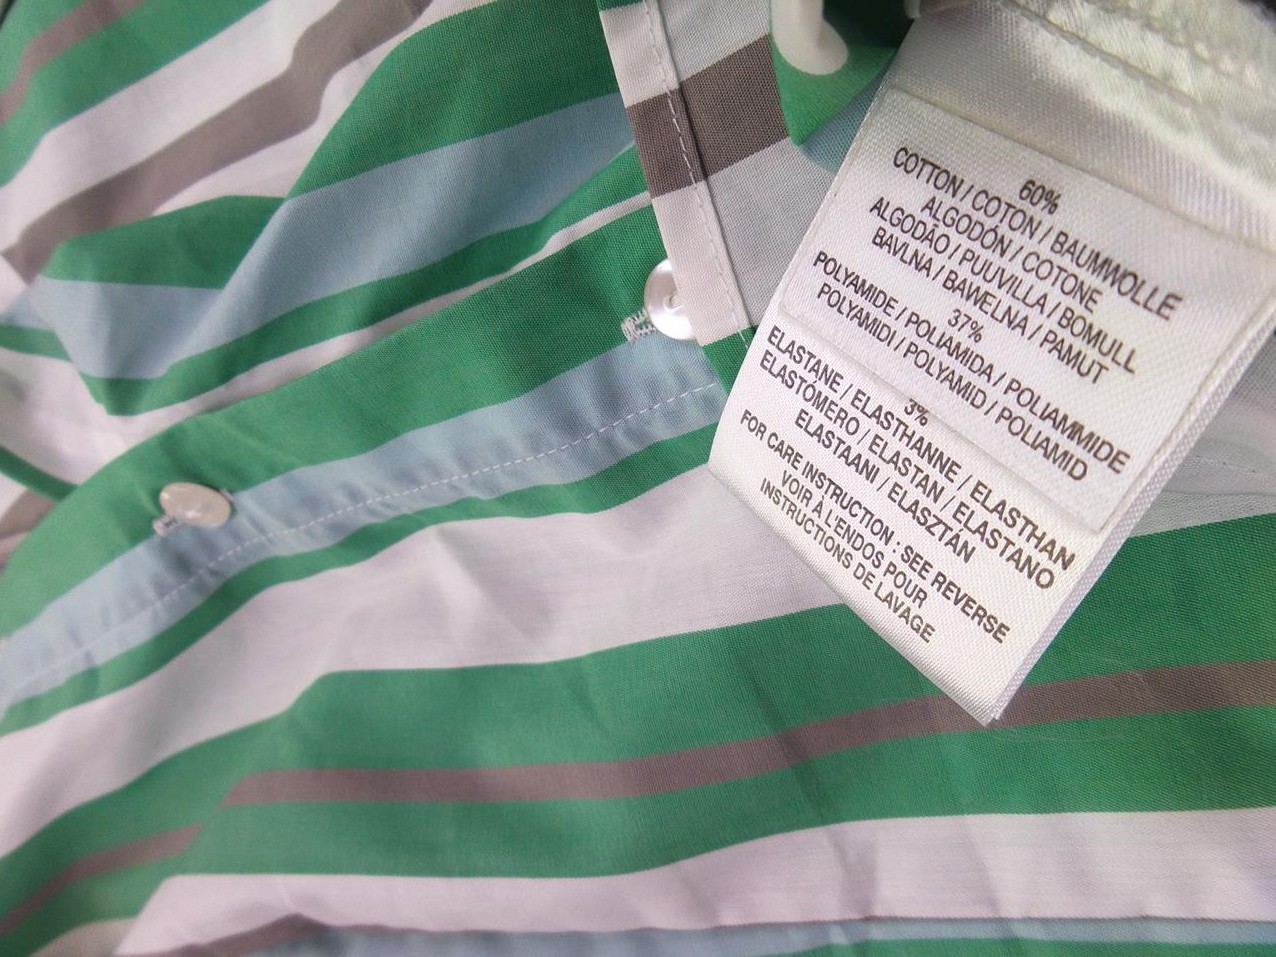 60%
COTTON / COTON / BAUMWOLLE
ALGODÓN / COTONE
ALGODÃO / PUUVILLA / BOMULL
BAVLNA / BAWELNA / PAMUT
37%
POLYAMIDE / POLIAMIDA / POLIAMMIDE
POLYAMIDI / POLYAMID / POLIAMID
3%
ELASTANE / ELASTHANNE / ELASTHAN
ELASTÓMERO / ELASTAN / ELASTANO
ELASTAANI / ELASZTÁN
FOR CARE INSTRUCTION : SEE REVERSE
VOIR À L'ENDOS POUR
INSTRUCTIONS DE LAVAGE